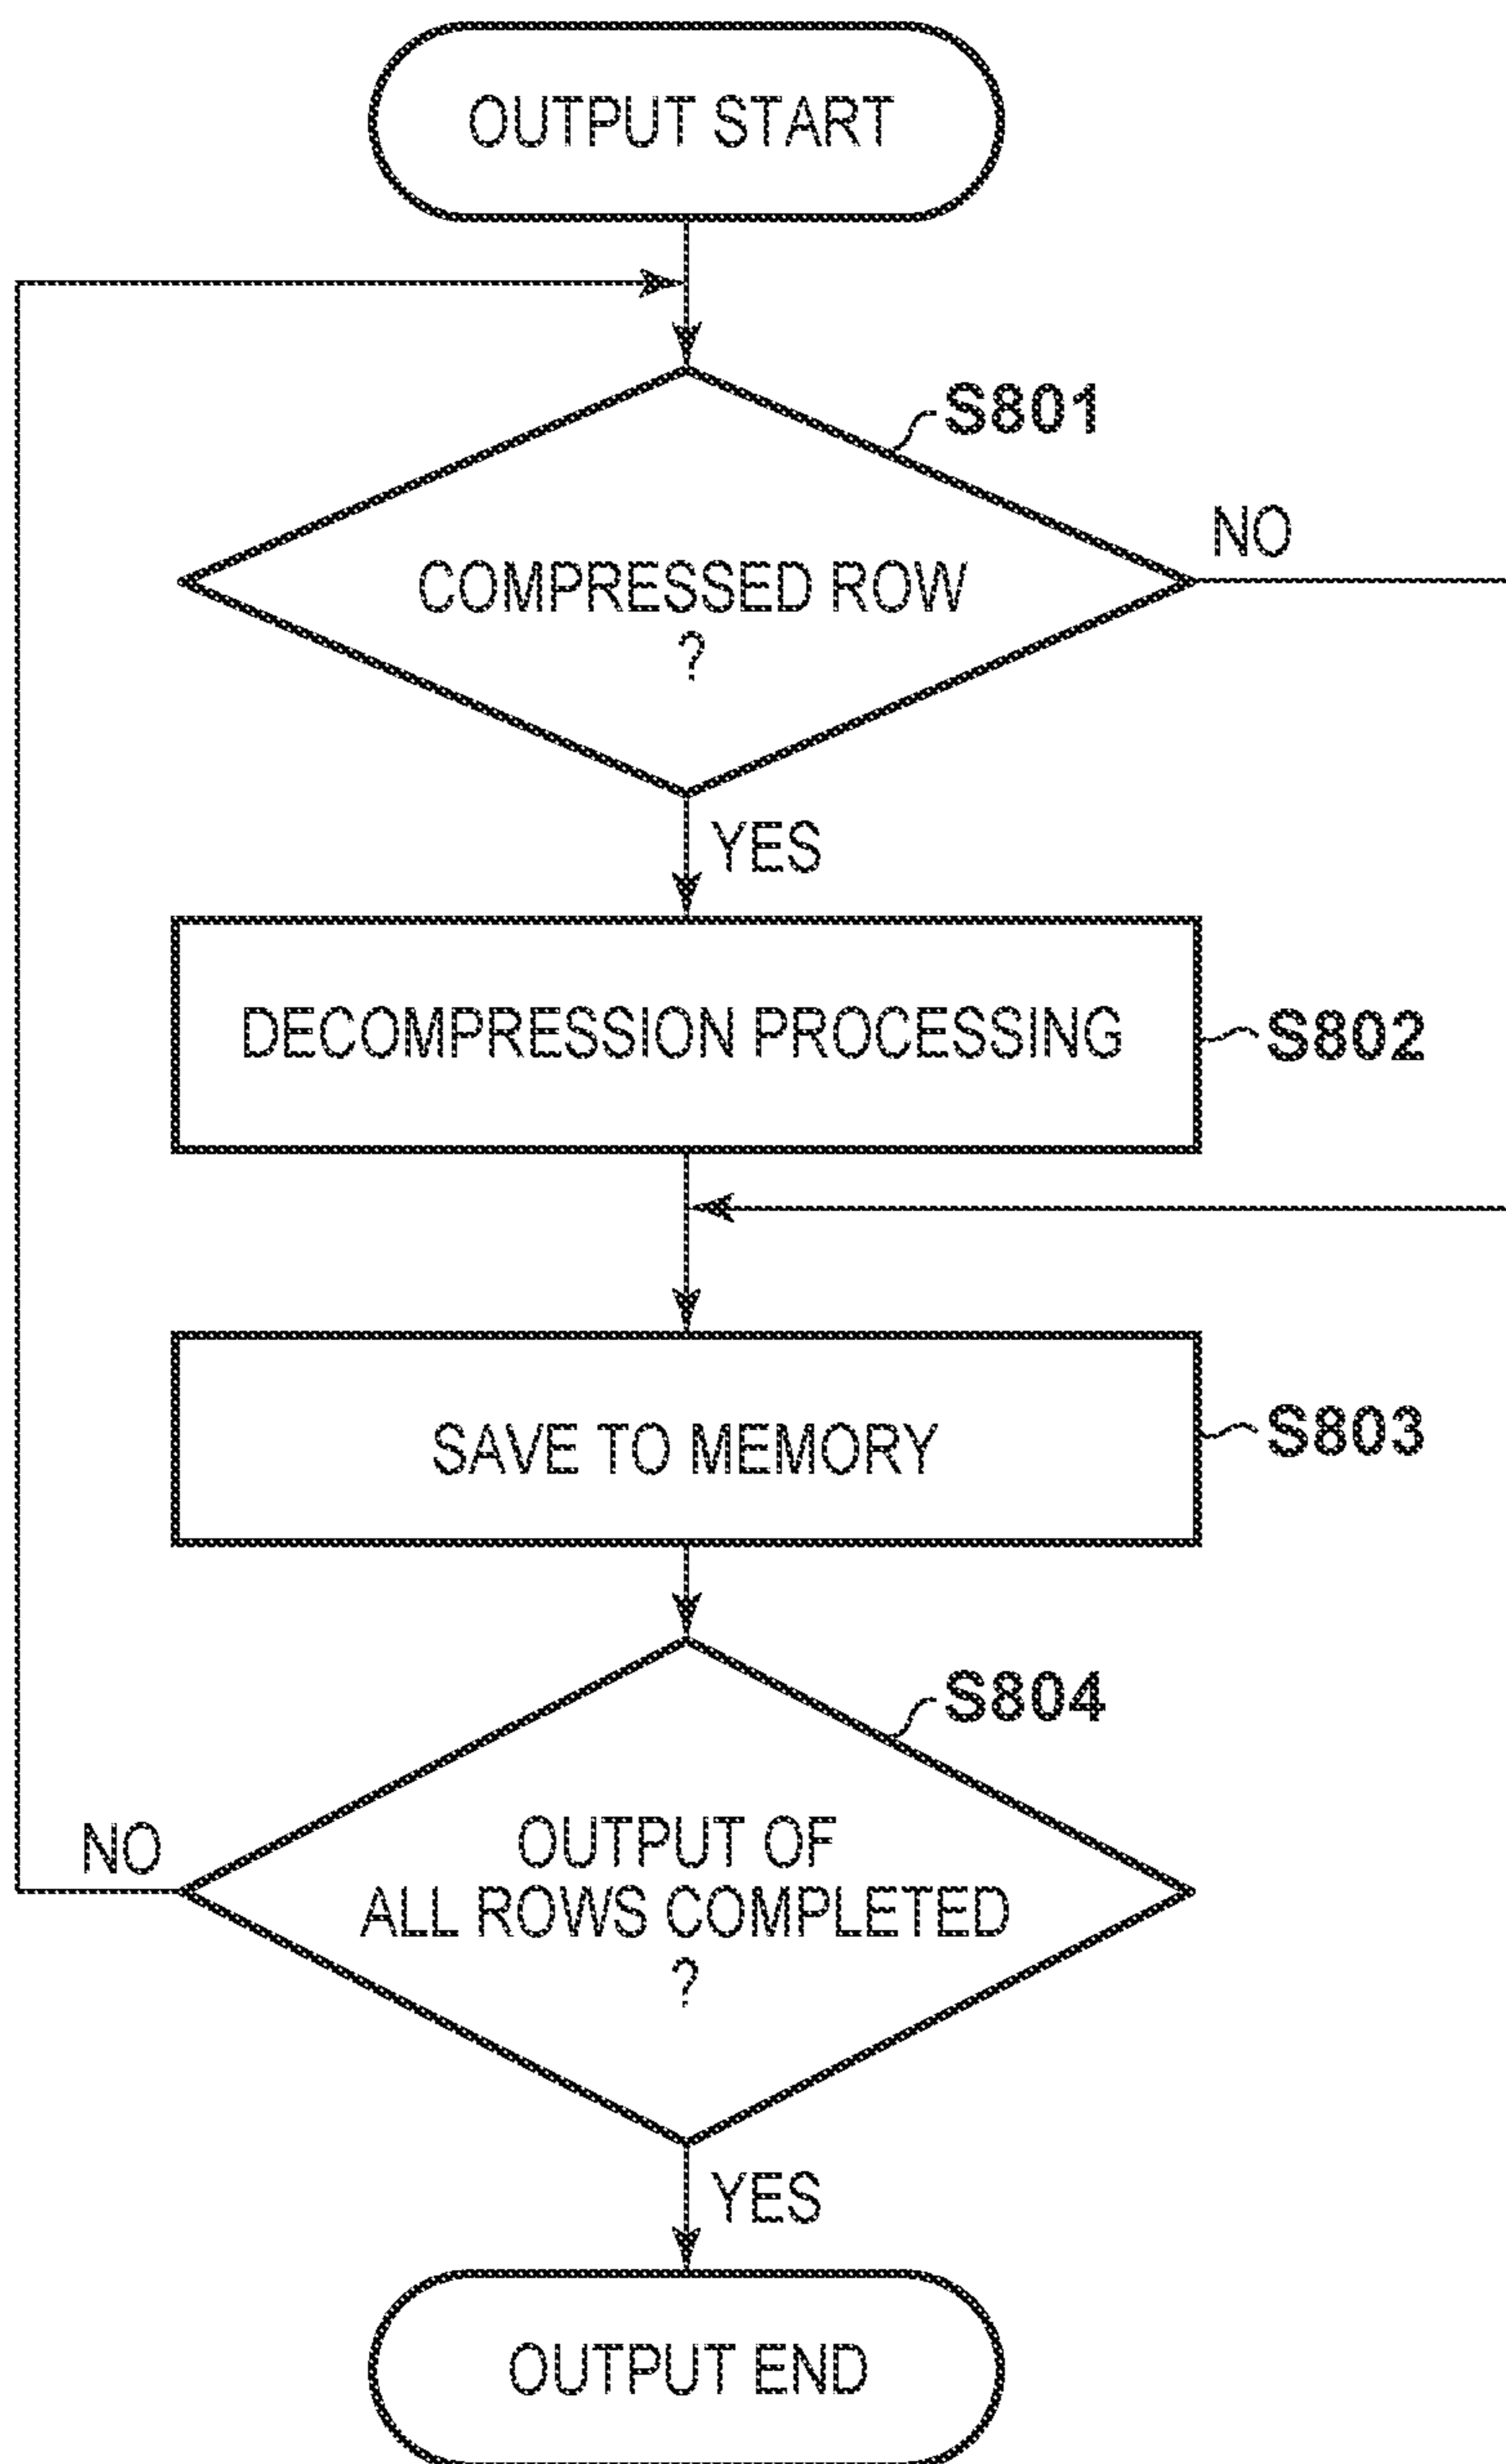 OUTPUT START
S801
NO
COMPRESSED ROW
?
YES
DECOMPRESSION PROCESSING
S802
SAVE TO MEMORY
S803
S804
NO
OUTPUT OF
ALL ROWS COMPLETED
?
YES
OUTPUT END